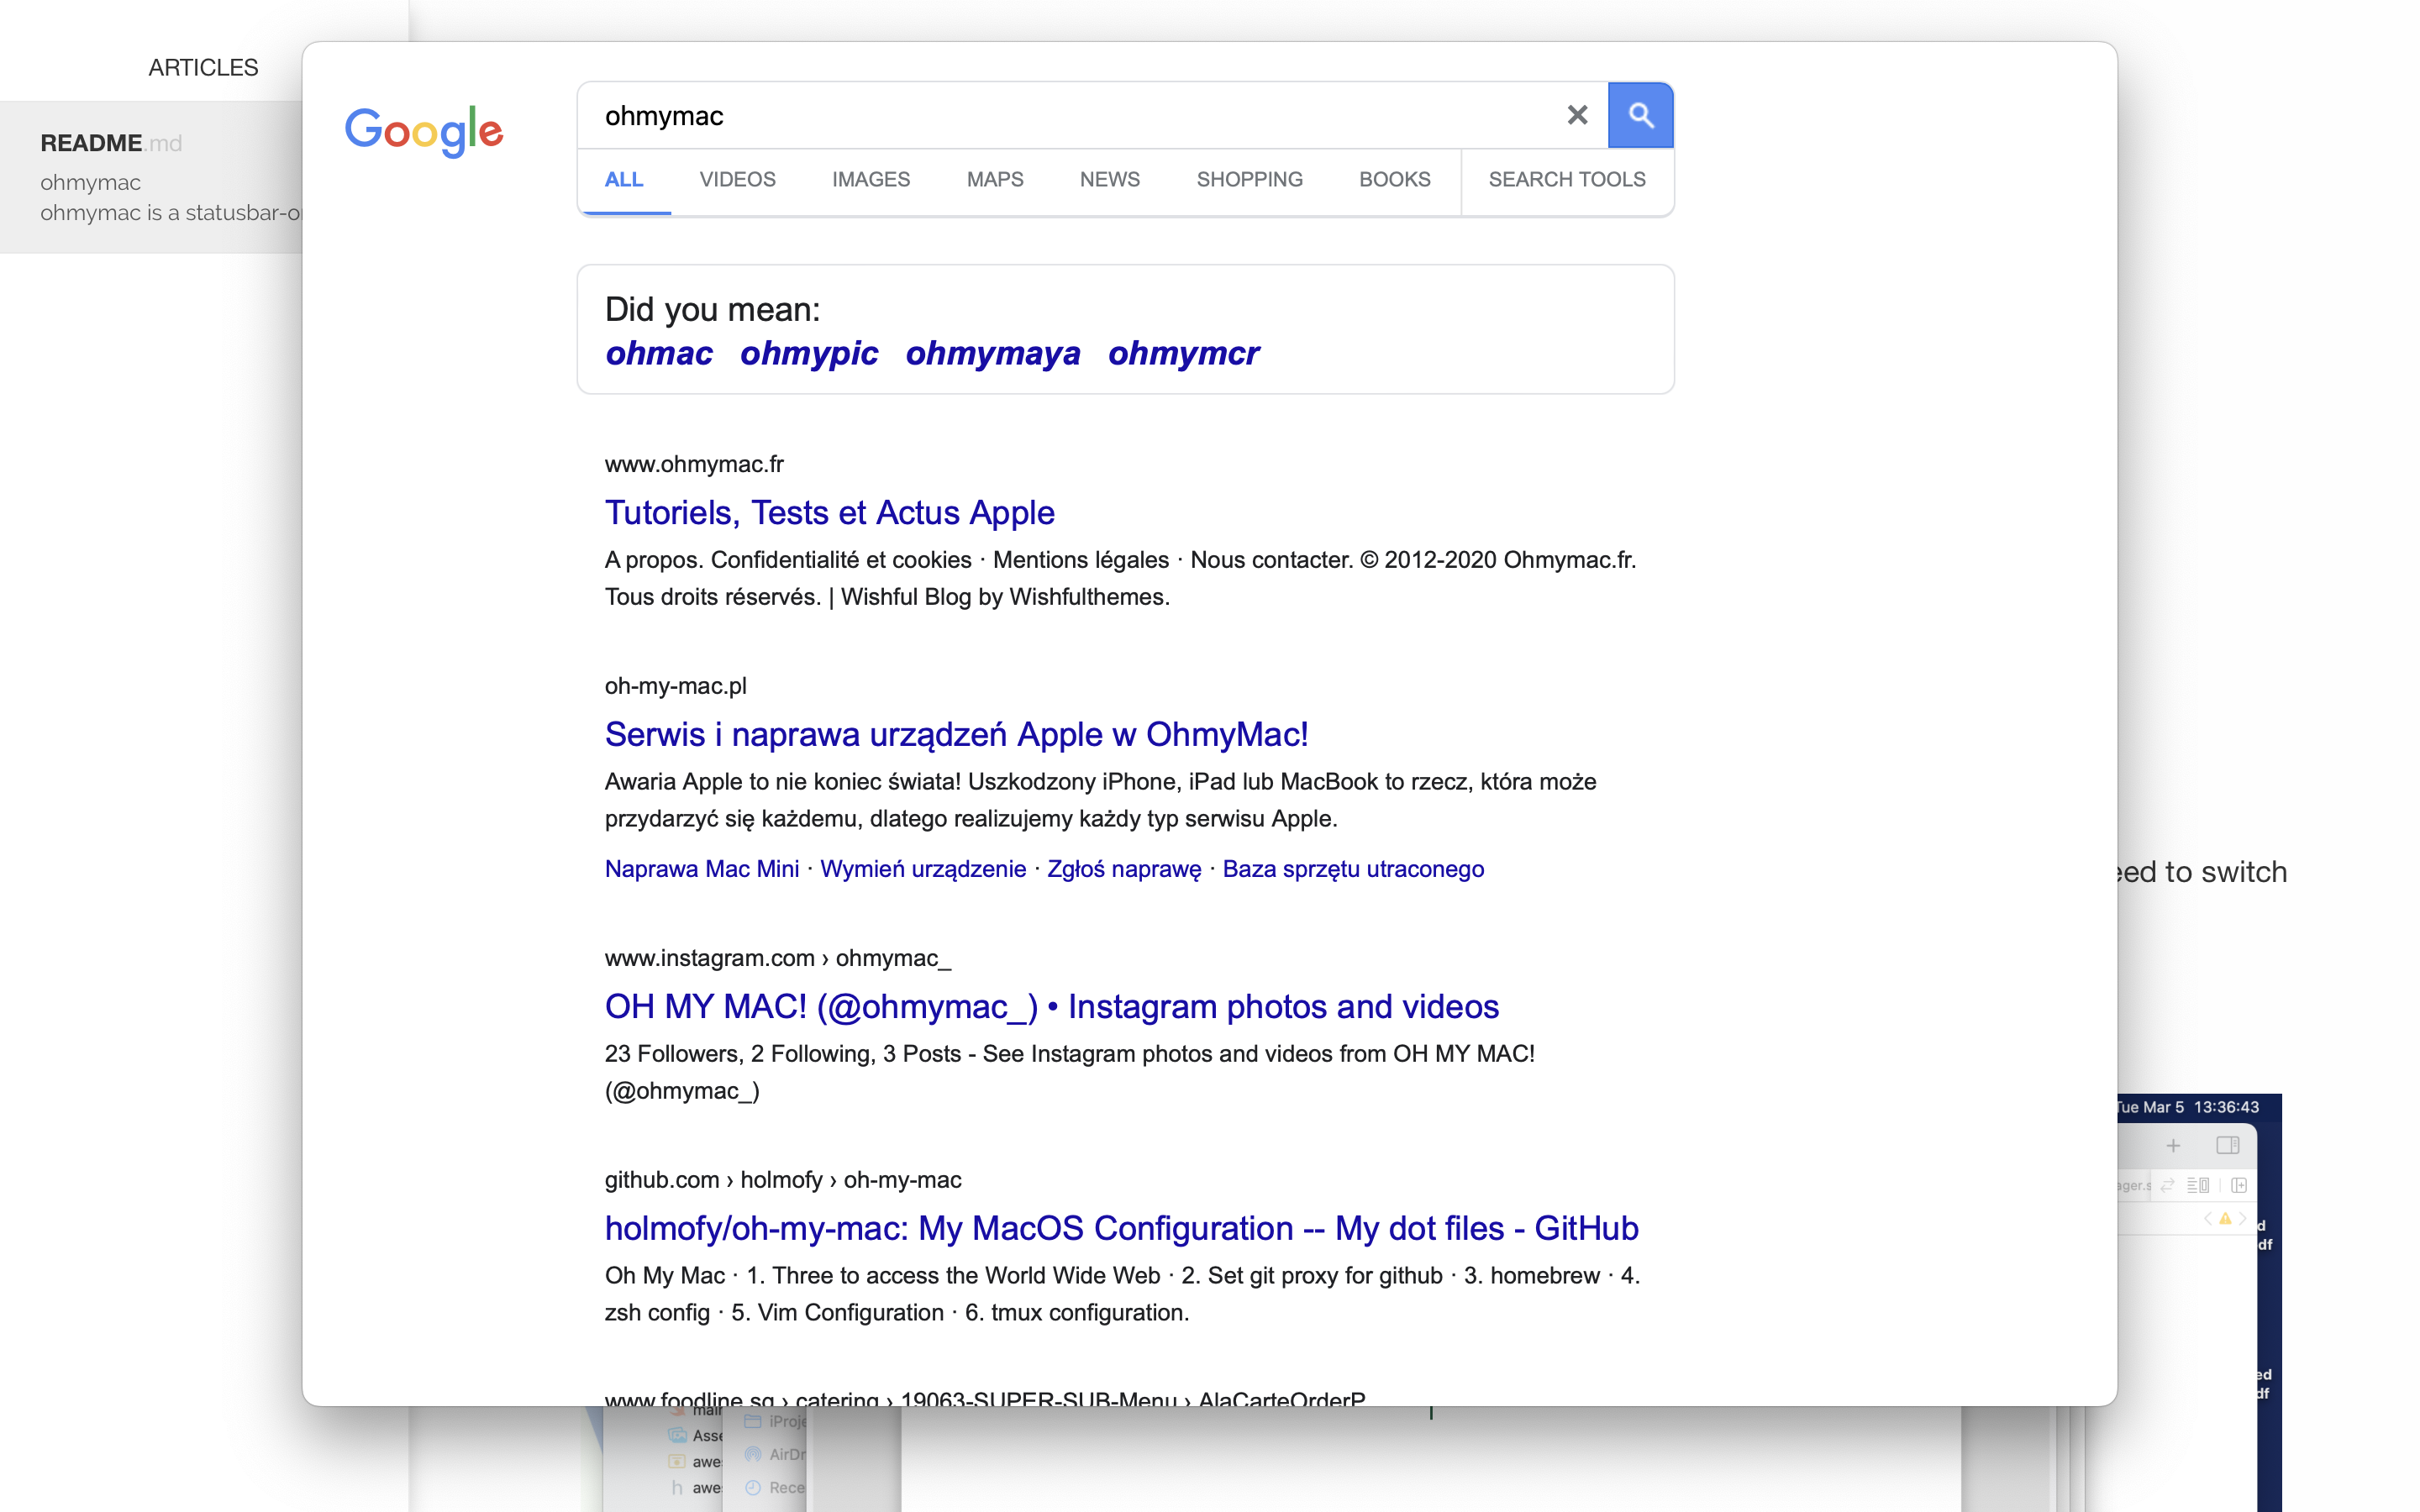 ARTICLES
README.md
ohmymac
ohmymac is a statusbar-o
Google
ohmymac
ALL VIDEOS IMAGES MAPS NEWS SHOPPING BOOKS SEARCH TOOLS
Did you mean:
ohmac ohmypic ohmymaya ohmymcr
www.ohmymac.fr
Tutoriels, Tests et Actus Apple
A propos. Confidentialité et cookies · Mentions légales · Nous contacter. © 2012-2020 Ohmymac.fr.
Tous droits réservés. | Wishful Blog by Wishfulthemes.
oh-my-mac.pl
Serwis i naprawa urządzeń Apple w OhmyMac!
Awaria Apple to nie koniec świata! Uszkodzony iPhone, iPad lub MacBook to rzecz, która może
przydarzyć się każdemu, dlatego realizujemy każdy typ serwisu Apple.
Naprawa Mac Mini · Wymień urządzenie · Zgłoś naprawę · Baza sprzętu utraconego
www.instagram.com › ohmymac_
OH MY MAC! (@ohmymac_) • Instagram photos and videos
23 Followers, 2 Following, 3 Posts - See Instagram photos and videos from OH MY MAC!
(@ohmymac_)
github.com › holmofy › oh-my-mac
holmofy/oh-my-mac: My MacOS Configuration -- My dot files - GitHub
Oh My Mac · 1. Three to access the World Wide Web · 2. Set git proxy for github · 3. homebrew · 4.
zsh config · 5. Vim Configuration · 6. tmux configuration.
www.foodline.sg › catering › 19063-SUPER-SUB-Menu › AlaCarteOrderP
eed to switch
Tue Mar 5 13:36:43
ager.s
d
df
ed
df
main
iProje
Asse
AirDr
awe
awe
Rece